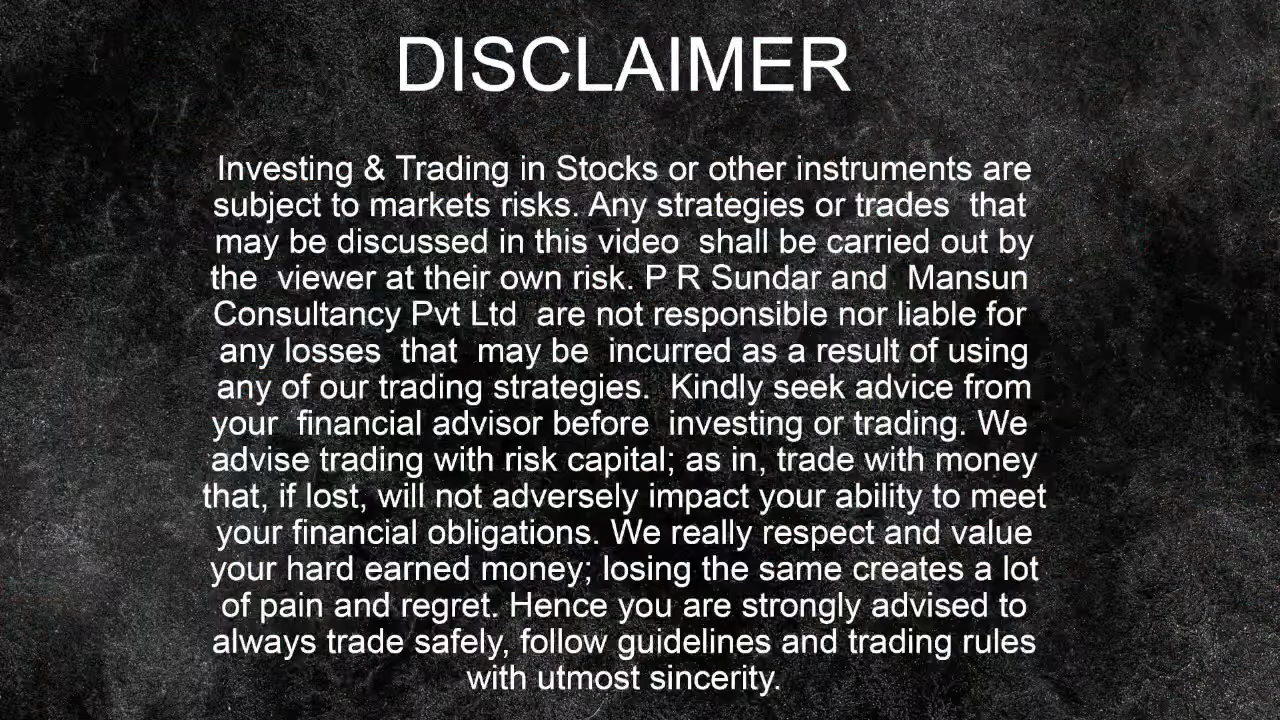 DISCLAIMER
Investing & Trading in Stocks or other instruments are
subject to markets risks. Any strategies or trades that
may be discussed in this video shall be carried out by
the viewer at their own risk. P R Sundar and Mansun
Consultancy Pvt Ltd are not responsible nor liable for
any losses that may be incurred as a result of using
any of our trading strategies. Kindly seek advice from
your financial advisor before investing or trading. We
advise trading with risk capital; as in, trade with money
that, if lost, will not adversely impact your ability to meet
your financial obligations. We really respect and value
your hard earned money; losing the same creates a lot
of pain and regret. Hence you are strongly advised to
always trade safely, follow guidelines and trading rules
with utmost sincerity.